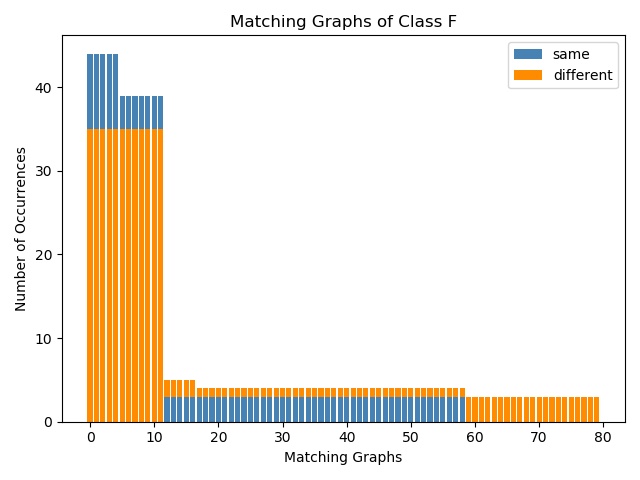 Matching Graphs of Class F
same
different
Number of Occurrences
40
30
20
10
0
0 10 20 30 40 50 60 70 80
Matching Graphs